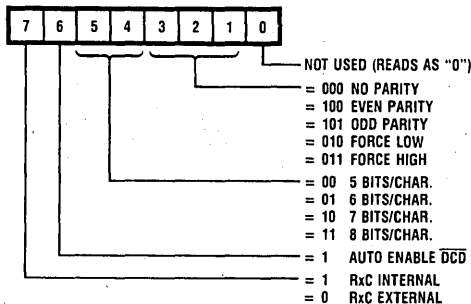 7 6 5 4 3 2 1 0
NOT USED (READS AS "0")
= 000 NO PARITY
= 100 EVEN PARITY
= 101 ODD PARITY
= 010 FORCE LOW
= 011 FORCE HIGH
= 00 5 BITS/CHAR.
= 01 6 BITS/CHAR.
= 10 7 BITS/CHAR.
= 11 8 BITS/CHAR.
= 1 AUTO ENABLE D̅C̅D̅
= 1 RxC INTERNAL
= 0 RxC EXTERNAL